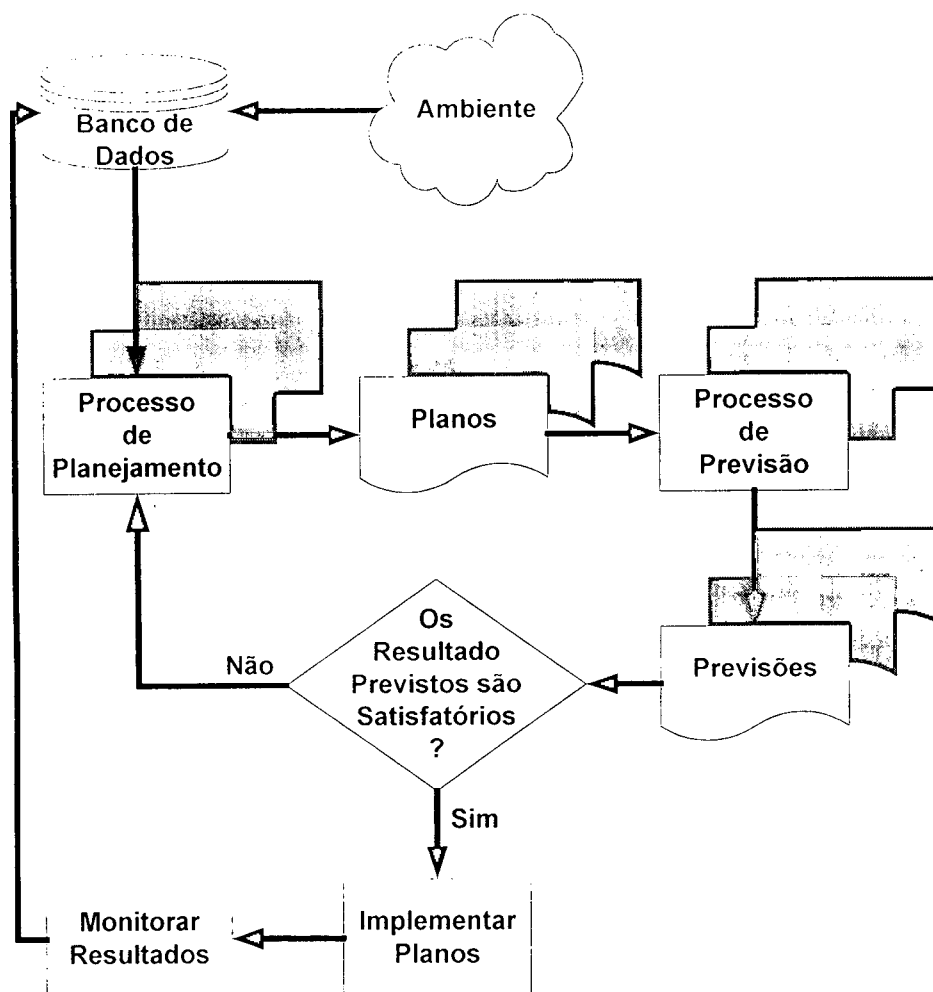 Banco de
Dados
Ambiente
Processo
de
Planejamento
Planos
Processo
de
Previsão
Previsões
Os
Resultado
Previstos são
Satisfatórios
?
Não
Sim
Implementar
Planos
Monitorar
Resultados